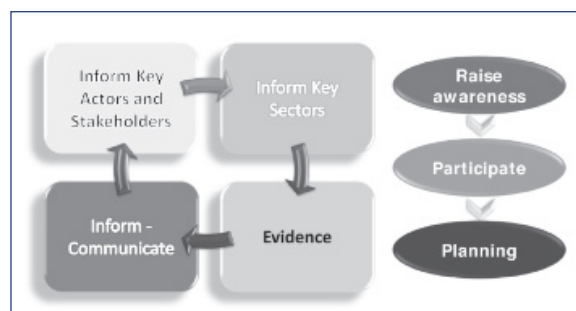 Inform Key
Actors and
Stakeholders
Inform Key
Sectors
Inform -
Communicate
Evidence
Raise
awareness
Participate
Planning